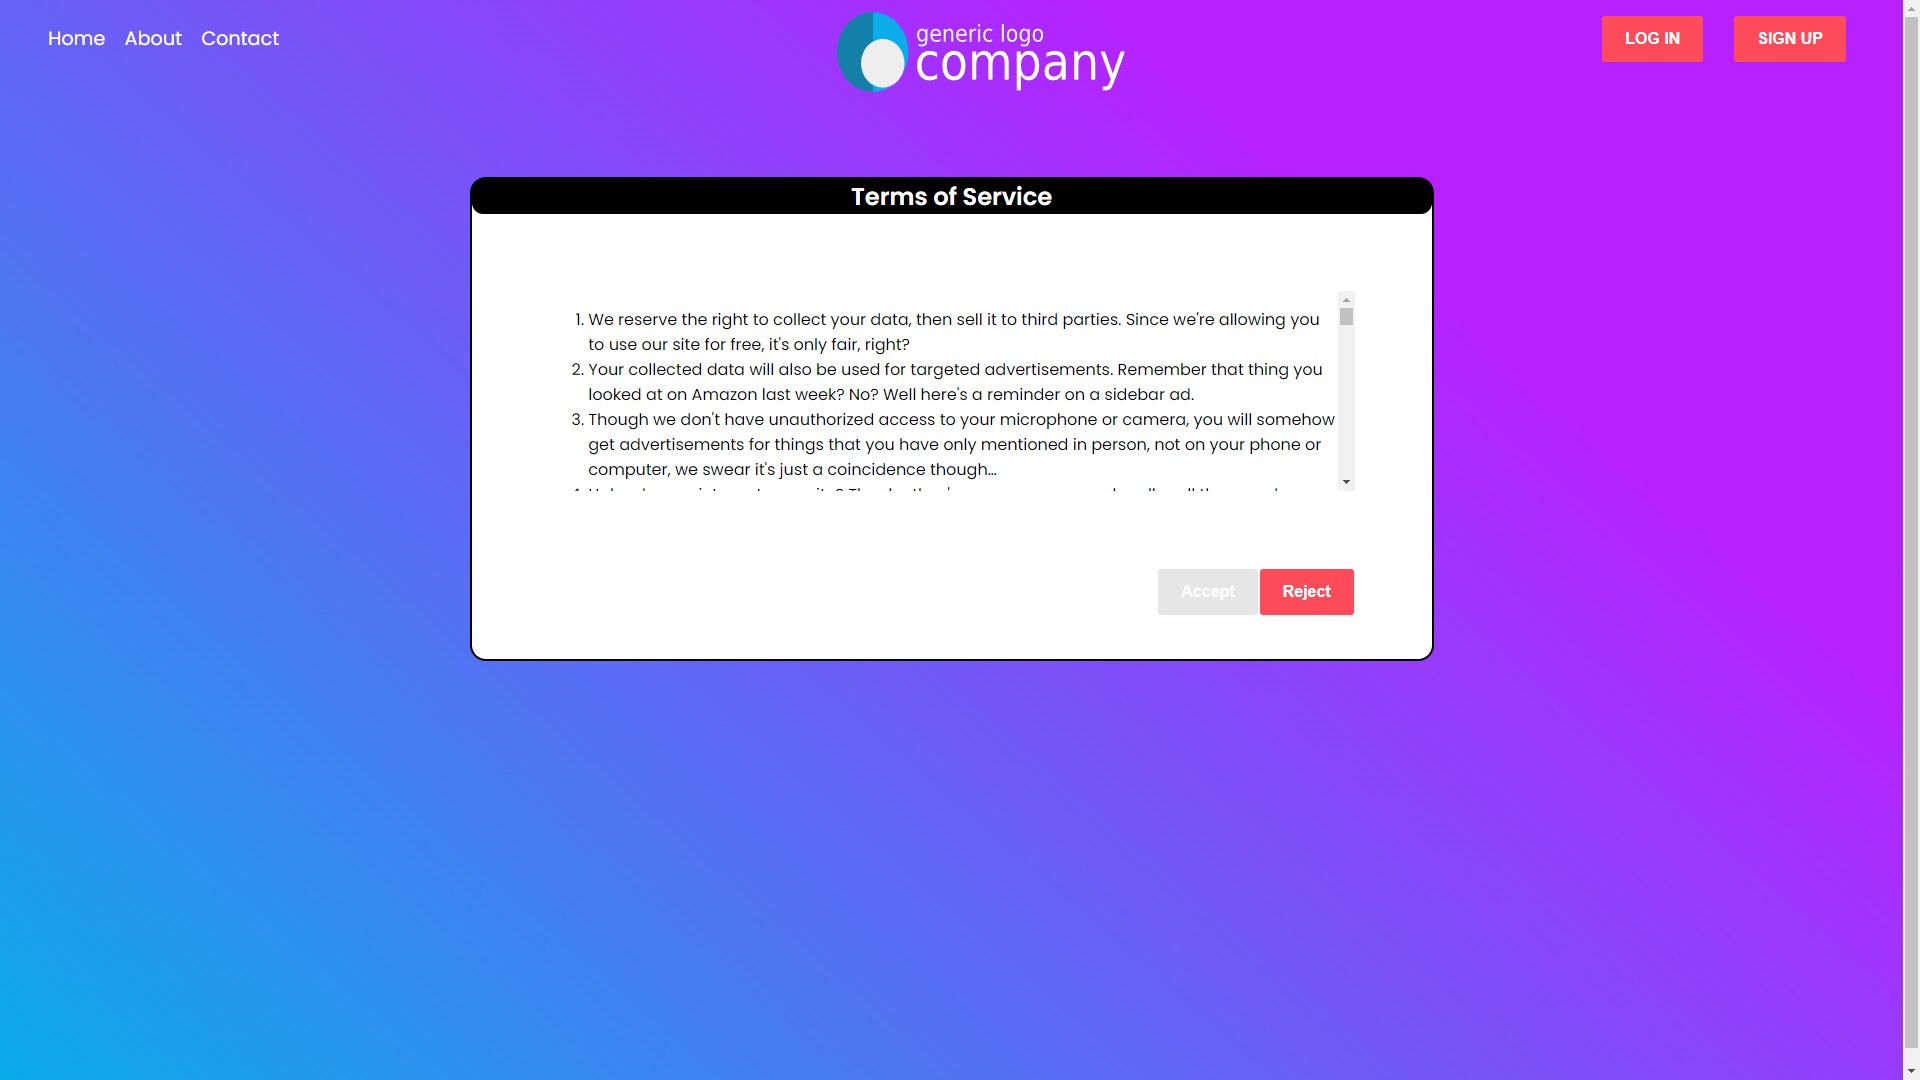 Home About Contact
generic logo
company
LOG IN SIGN UP
Terms of Service
1. We reserve the right to collect your data, then sell it to third parties. Since we're allowing you
to use our site for free, it's only fair, right?
2. Your collected data will also be used for targeted advertisements. Remember that thing you
looked at on Amazon last week? No? Well here's a reminder on a sidebar ad.
3. Though we don't have unauthorized access to your microphone or camera, you will somehow
get advertisements for things that you have only mentioned in person, not on your phone or
computer, we swear it's just a coincidence though...
Accept Reject